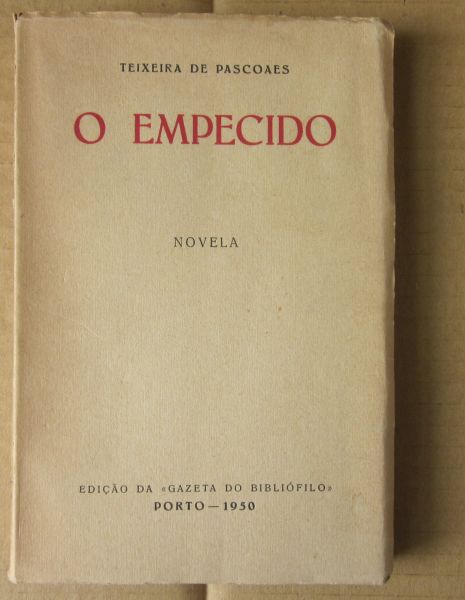 TEIXEIRA DE PASCOAES
O EMPECIDO
NOVELA
EDIÇÃO DA «GAZETA DO BIBLIÓFILO»
PORTO — 1950